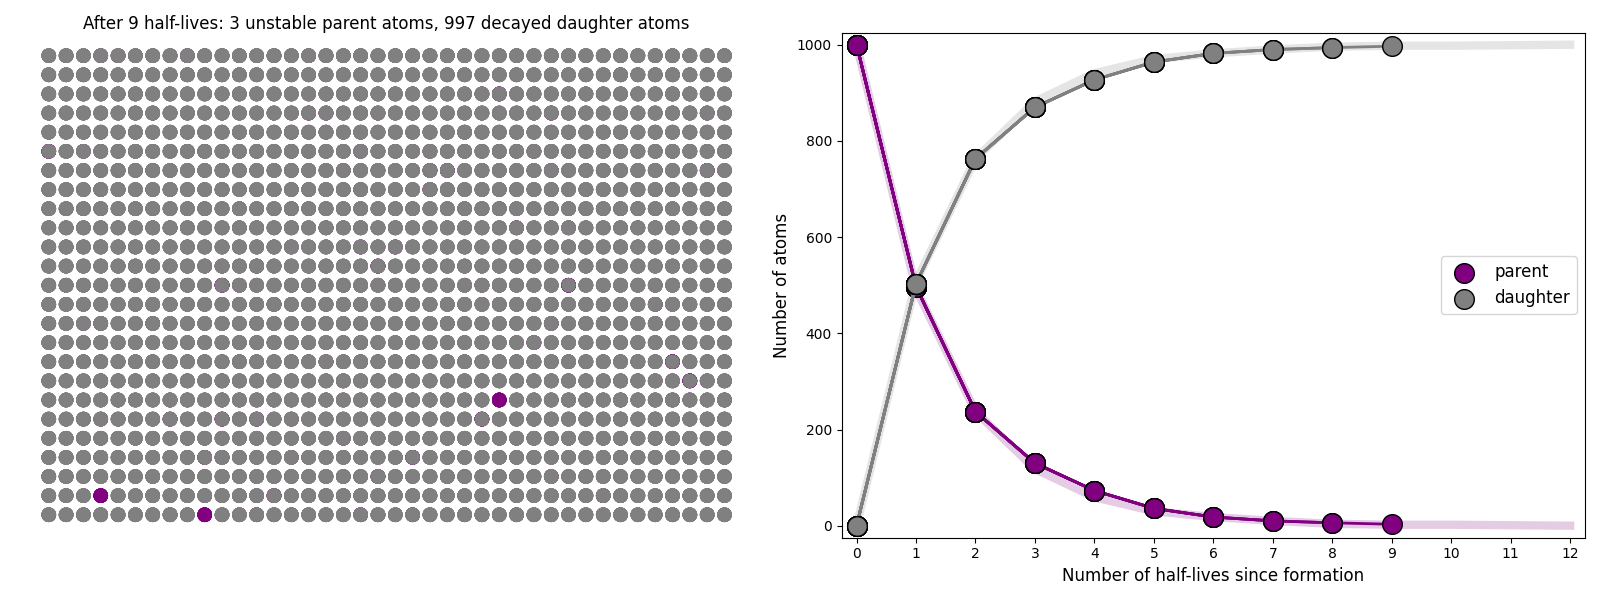 After 9 half-lives: 3 unstable parent atoms, 997 decayed daughter atoms
1000
800
600
400
200
0
Number of atoms
parent
daughter
0 1 2 3 4 5 6 7 8 9 10 11 12
Number of half-lives since formation